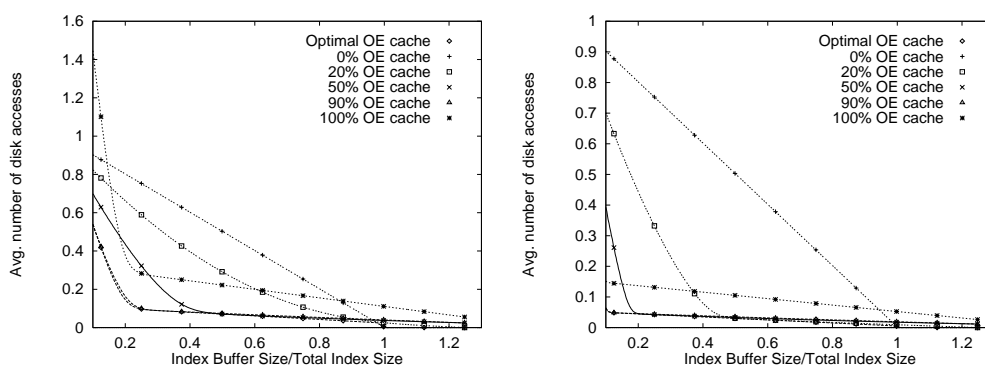 Avg. number of disk accesses
1.6
1.4
1.2
1
0.8
0.6
0.4
0.2
0
Optimal OE cache
0% OE cache
20% OE cache
50% OE cache
90% OE cache
100% OE cache
0.2 0.4 0.6 0.8 1 1.2
Index Buffer Size/Total Index Size
Avg. number of disk accesses
1
0.9
0.8
0.7
0.6
0.5
0.4
0.3
0.2
0.1
0
Optimal OE cache
0% OE cache
20% OE cache
50% OE cache
90% OE cache
100% OE cache
0.2 0.4 0.6 0.8 1 1.2
Index Buffer Size/Total Index Size